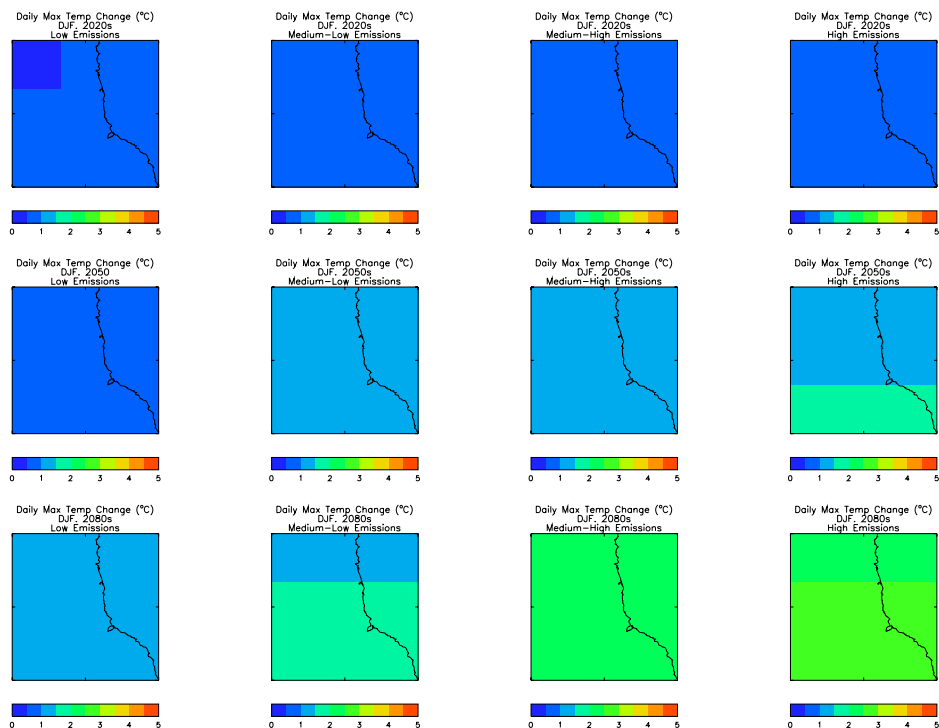 Daily Max Temp Change (°C)
DJF. 2020s
Low Emissions
0 1 2 3 4 5
Daily Max Temp Change (°C)
DJF. 2020s
Medium-Low Emissions
0 1 2 3 4 5
Daily Max Temp Change (°C)
DJF. 2020s
Medium-High Emissions
0 1 2 3 4 5
Daily Max Temp Change (°C)
DJF. 2020s
High Emissions
0 1 2 3 4 5
Daily Max Temp Change (°C)
DJF. 2050
Low Emissions
0 1 2 3 4 5
Daily Max Temp Change (°C)
DJF. 2050s
Medium-Low Emissions
0 1 2 3 4 5
Daily Max Temp Change (°C)
DJF. 2050s
Medium-High Emissions
0 1 2 3 4 5
Daily Max Temp Change (°C)
DJF. 2050s
High Emissions
0 1 2 3 4 5
Daily Max Temp Change (°C)
DJF. 2080s
Low Emissions
0 1 2 3 4 5
Daily Max Temp Change (°C)
DJF. 2080s
Medium-Low Emissions
0 1 2 3 4 5
Daily Max Temp Change (°C)
DJF. 2080s
Medium-High Emissions
0 1 2 3 4 5
Daily Max Temp Change (°C)
DJF. 2080s
High Emissions
0 1 2 3 4 5